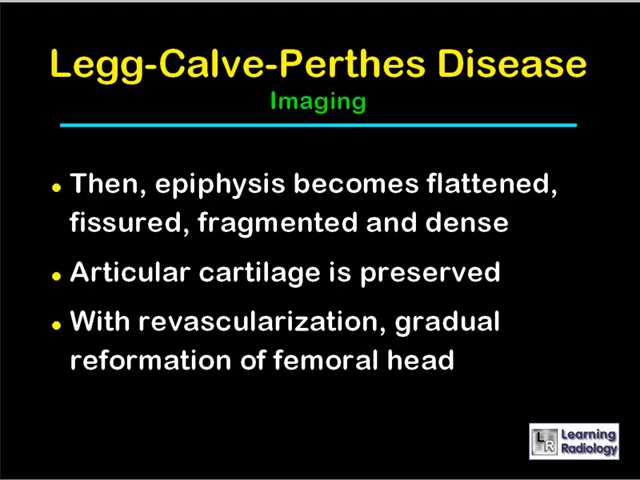 Legg-Calve-Perthes Disease
Imaging
Then, epiphysis becomes flattened,
fissured, fragmented and dense
Articular cartilage is preserved
With revascularization, gradual
reformation of femoral head
LR Learning
Radiology